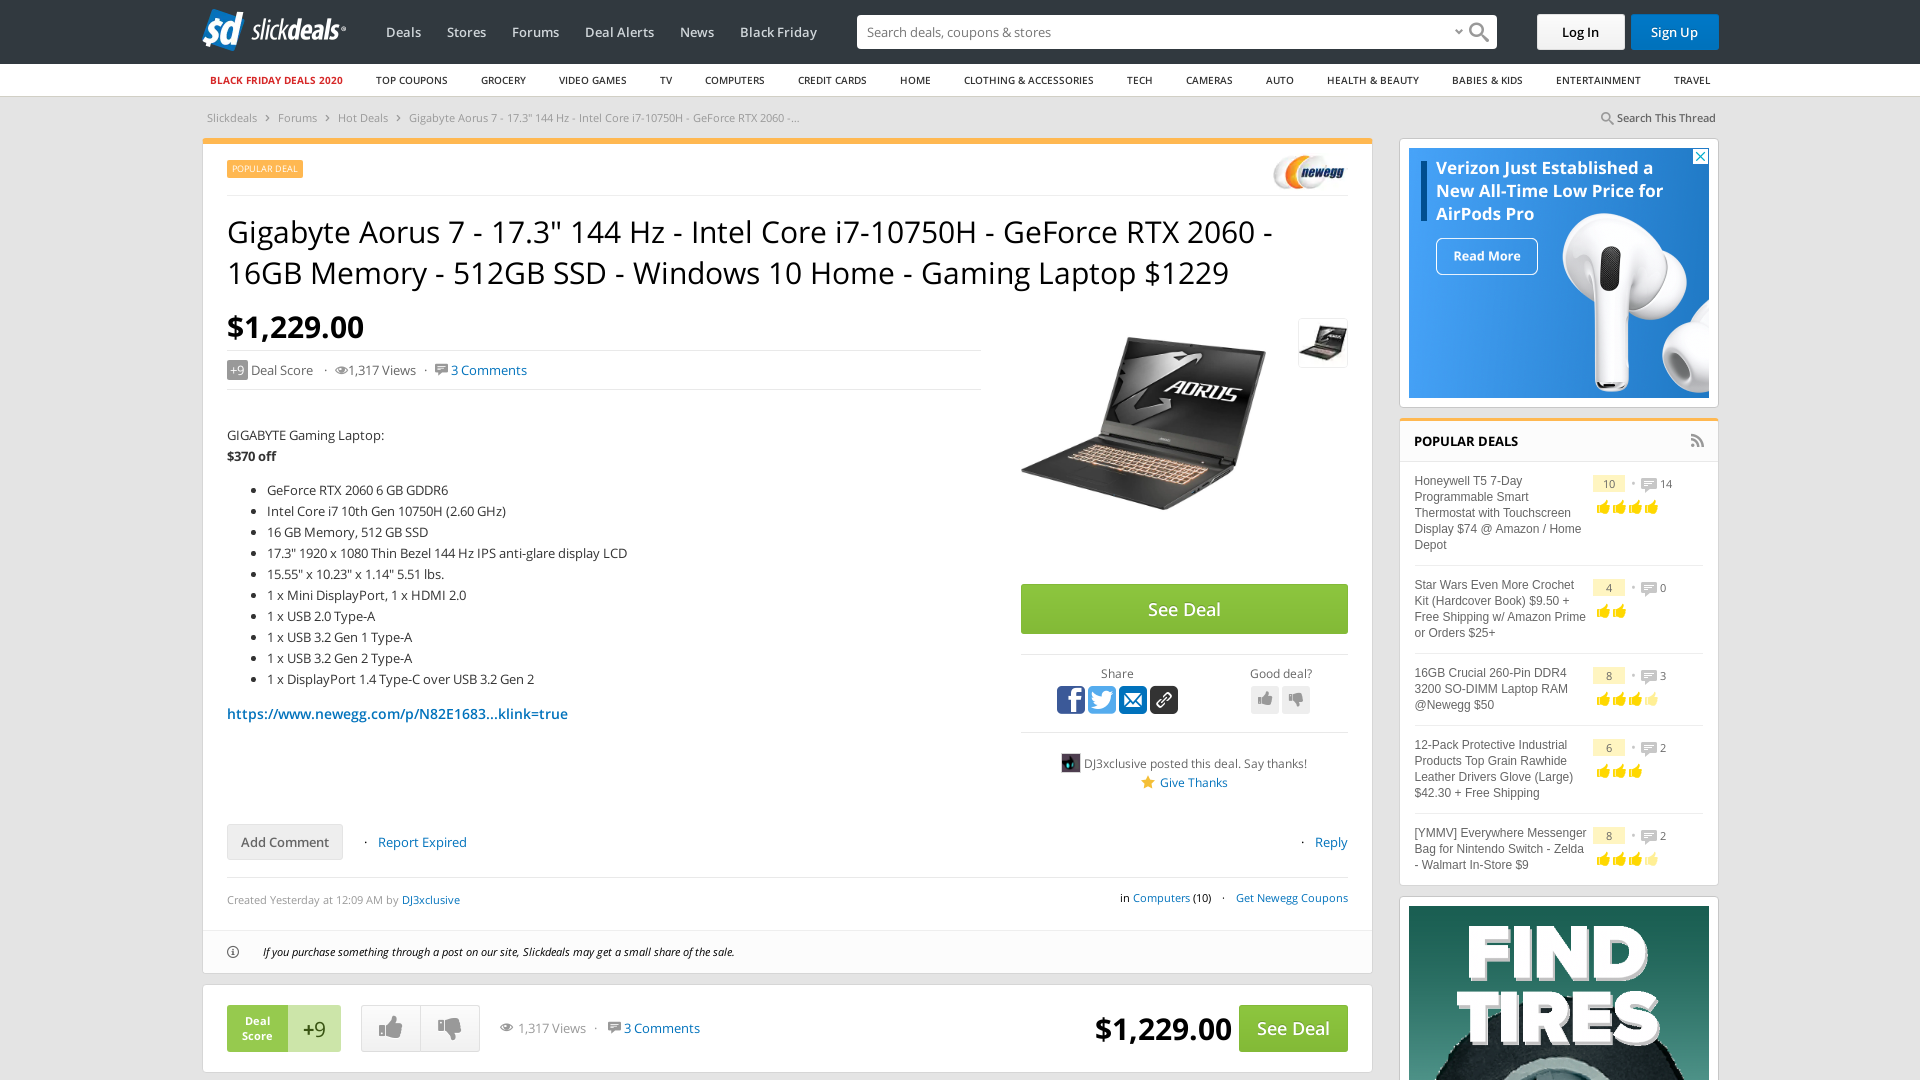 slickdeals
Deals
Stores
Forums
Deal Alerts
News
Black Friday
Search deals, coupons & stores
Log In
Sign Up
BLACK FRIDAY DEALS 2020
TOP COUPONS
GROCERY
VIDEO GAMES
TV
COMPUTERS
CREDIT CARDS
HOME
CLOTHING & ACCESSORIES
TECH
CAMERAS
AUTO
HEALTH & BEAUTY
BABIES & KIDS
ENTERTAINMENT
TRAVEL
Slickdeals › Forums › Hot Deals › Gigabyte Aorus 7 - 17.3" 144 Hz - Intel Core i7-10750H - GeForce RTX 2060 -...
Search This Thread
POPULAR DEAL
newegg
Gigabyte Aorus 7 - 17.3" 144 Hz - Intel Core i7-10750H - GeForce RTX 2060 -
16GB Memory - 512GB SSD - Windows 10 Home - Gaming Laptop $1229
$1,229.00
+9 Deal Score · 1,317 Views · 3 Comments
AORUS
GIGABYTE Gaming Laptop:
$370 off
GeForce RTX 2060 6 GB GDDR6
Intel Core i7 10th Gen 10750H (2.60 GHz)
16 GB Memory, 512 GB SSD
17.3" 1920 x 1080 Thin Bezel 144 Hz IPS anti-glare display LCD
15.55" x 10.23" x 1.14" 5.51 lbs.
1 x Mini DisplayPort, 1 x HDMI 2.0
1 x USB 2.0 Type-A
1 x USB 3.2 Gen 1 Type-A
1 x USB 3.2 Gen 2 Type-A
1 x DisplayPort 1.4 Type-C over USB 3.2 Gen 2
https://www.newegg.com/p/N82E1683...klink=true
See Deal
Share
Good deal?
DJ3xclusive posted this deal. Say thanks!
Give Thanks
Add Comment · Report Expired
· Reply
Created Yesterday at 12:09 AM by DJ3xclusive
in Computers (10) · Get Newegg Coupons
If you purchase something through a post on our site, Slickdeals may get a small share of the sale.
Deal
Score
+9
1,317 Views · 3 Comments
$1,229.00
See Deal
Verizon Just Established a
New All-Time Low Price for
AirPods Pro
Read More
POPULAR DEALS
Honeywell T5 7-Day
Programmable Smart
Thermostat with Touchscreen
Display $74 @ Amazon / Home
Depot
10 • 14
Star Wars Even More Crochet
Kit (Hardcover Book) $9.50 +
Free Shipping w/ Amazon Prime
or Orders $25+
4 • 0
16GB Crucial 260-Pin DDR4
3200 SO-DIMM Laptop RAM
@Newegg $50
8 • 3
12-Pack Protective Industrial
Products Top Grain Rawhide
Leather Drivers Glove (Large)
$42.30 + Free Shipping
6 • 2
[YMMV] Everywhere Messenger
Bag for Nintendo Switch - Zelda
- Walmart In-Store $9
8 • 2
FIND
TIRES